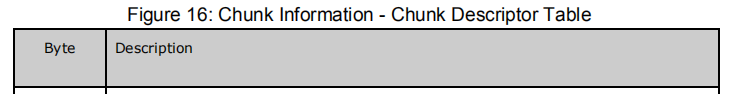 Figure 16: Chunk Information - Chunk Descriptor Table
Byte Description